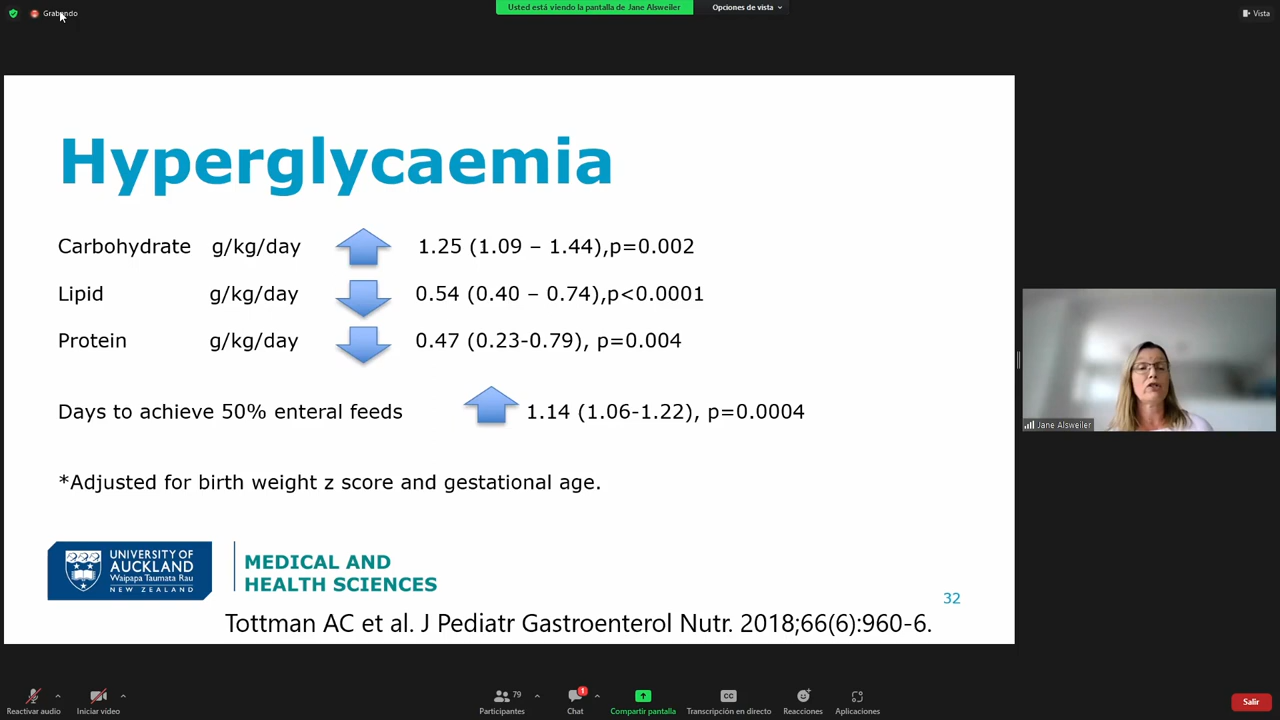 Grabando
Usted está viendo la pantalla de Jane Alsweiler
Opciones de vista
Vista
Hyperglycaemia
Carbohydrate g/kg/day 1.25 (1.09 – 1.44),p=0.002
Lipid g/kg/day 0.54 (0.40 – 0.74),p<0.0001
Protein g/kg/day 0.47 (0.23-0.79), p=0.004
Days to achieve 50% enteral feeds 1.14 (1.06-1.22), p=0.0004
*Adjusted for birth weight z score and gestational age.
UNIVERSITY OF
AUCKLAND
Waipapa Taumata Rau
NEW ZEALAND
MEDICAL AND
HEALTH SCIENCES
32
Tottman AC et al. J Pediatr Gastroenterol Nutr. 2018;66(6):960-6.
Jane Alsweiler
Reactivar audio
Iniciar video
79
Participantes
1
Chat
Compartir pantalla
CC
Transcripción en directo
Reacciones
Aplicaciones
Salir